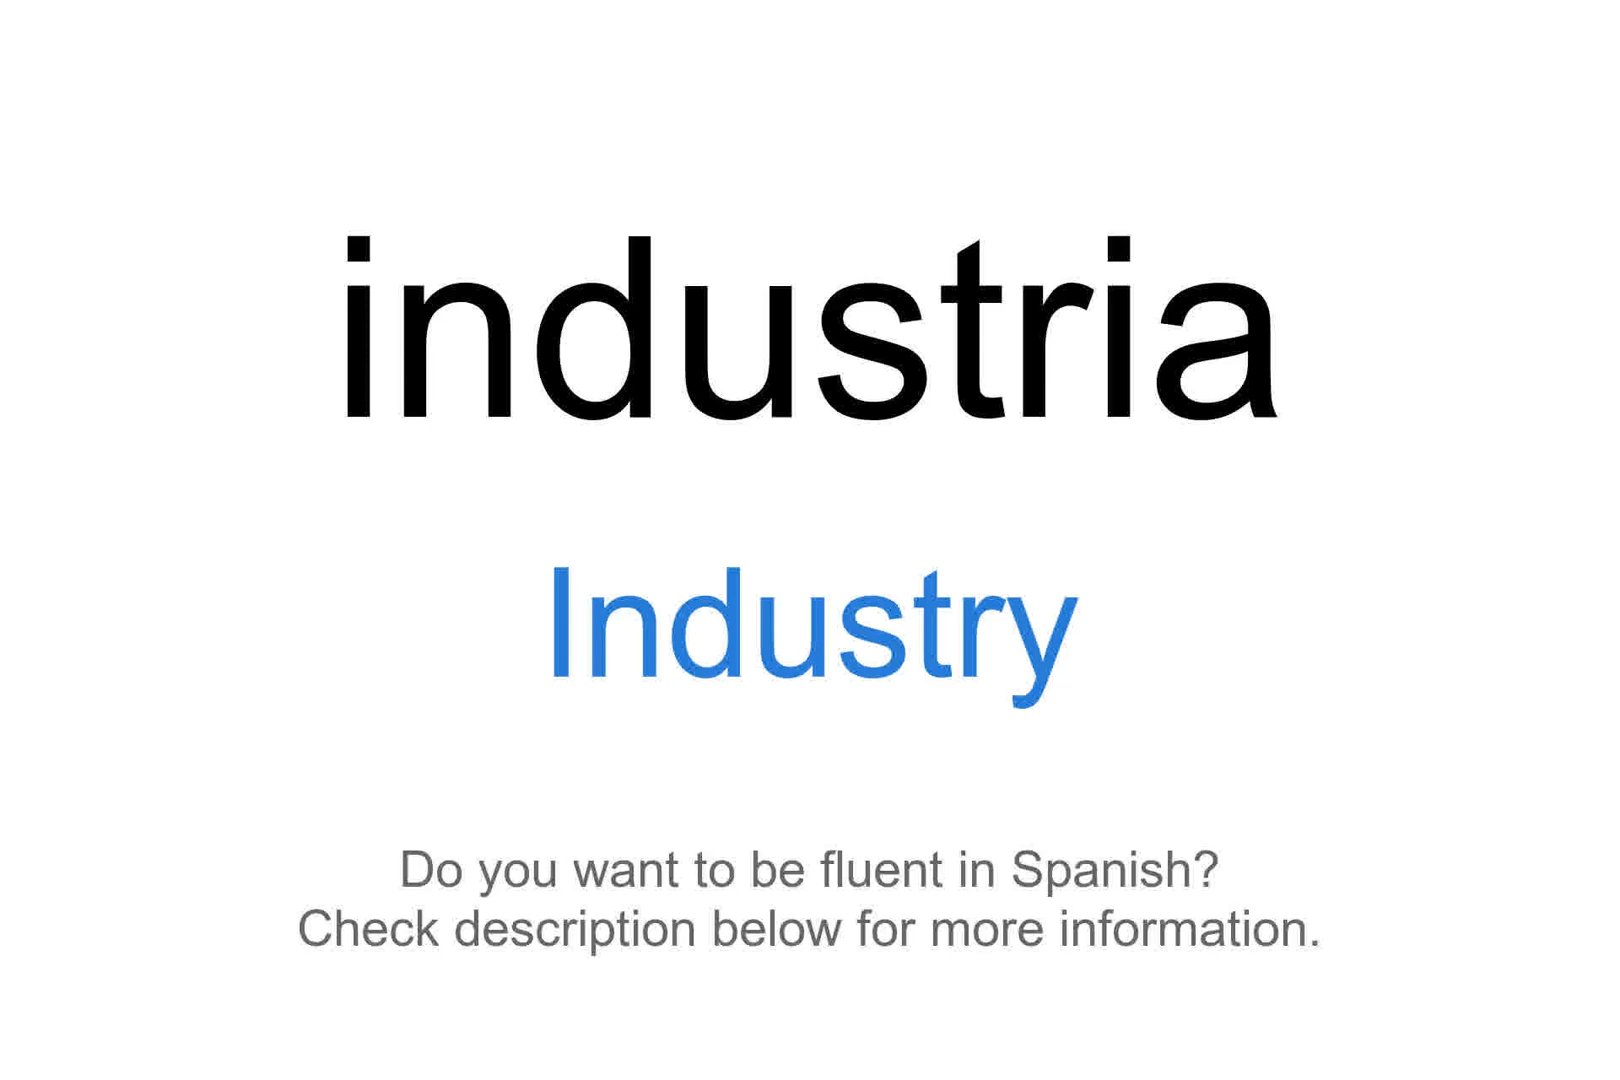 industria
Industry
Do you want to be fluent in Spanish?
Check description below for more information.